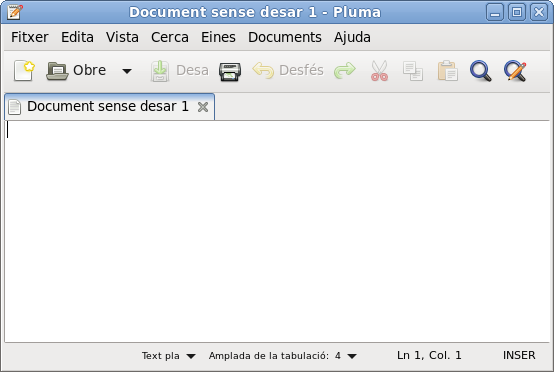 Document sense desar 1 - Pluma
Fitxer Edita Vista Cerca Eines Documents Ajuda
Obre Desa Desfés
Document sense desar 1
Text pla Amplada de la tabulació: 4 Ln 1, Col. 1 INSER